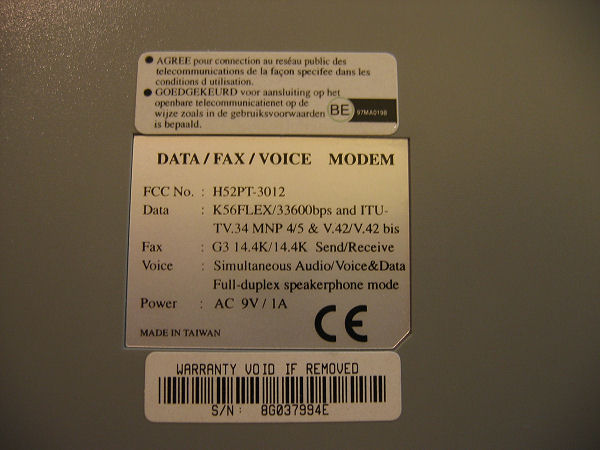 ● AGREE pour connection au reséau public des
telecommunications de la façon specifee dans les
conditions d utilisation.
● GOEDGEKEURD voor aansluiting op het
openbare telecommunicatienet op de
wijze zoals in de gebruiksvoorwaarden
is bepaald.
BE 97MA0198
DATA / FAX / VOICE MODEM
FCC No. : H52PT-3012
Data : K56FLEX/33600bps and ITU-
TV.34 MNP 4/5 & V.42/V.42 bis
Fax : G3 14.4K/14.4K Send/Receive
Voice : Simultaneous Audio/Voice&Data
Full-duplex speakerphone mode
Power : AC 9V / 1A
CE
MADE IN TAIWAN
WARRANTY VOID IF REMOVED
S/N: 8G037994E